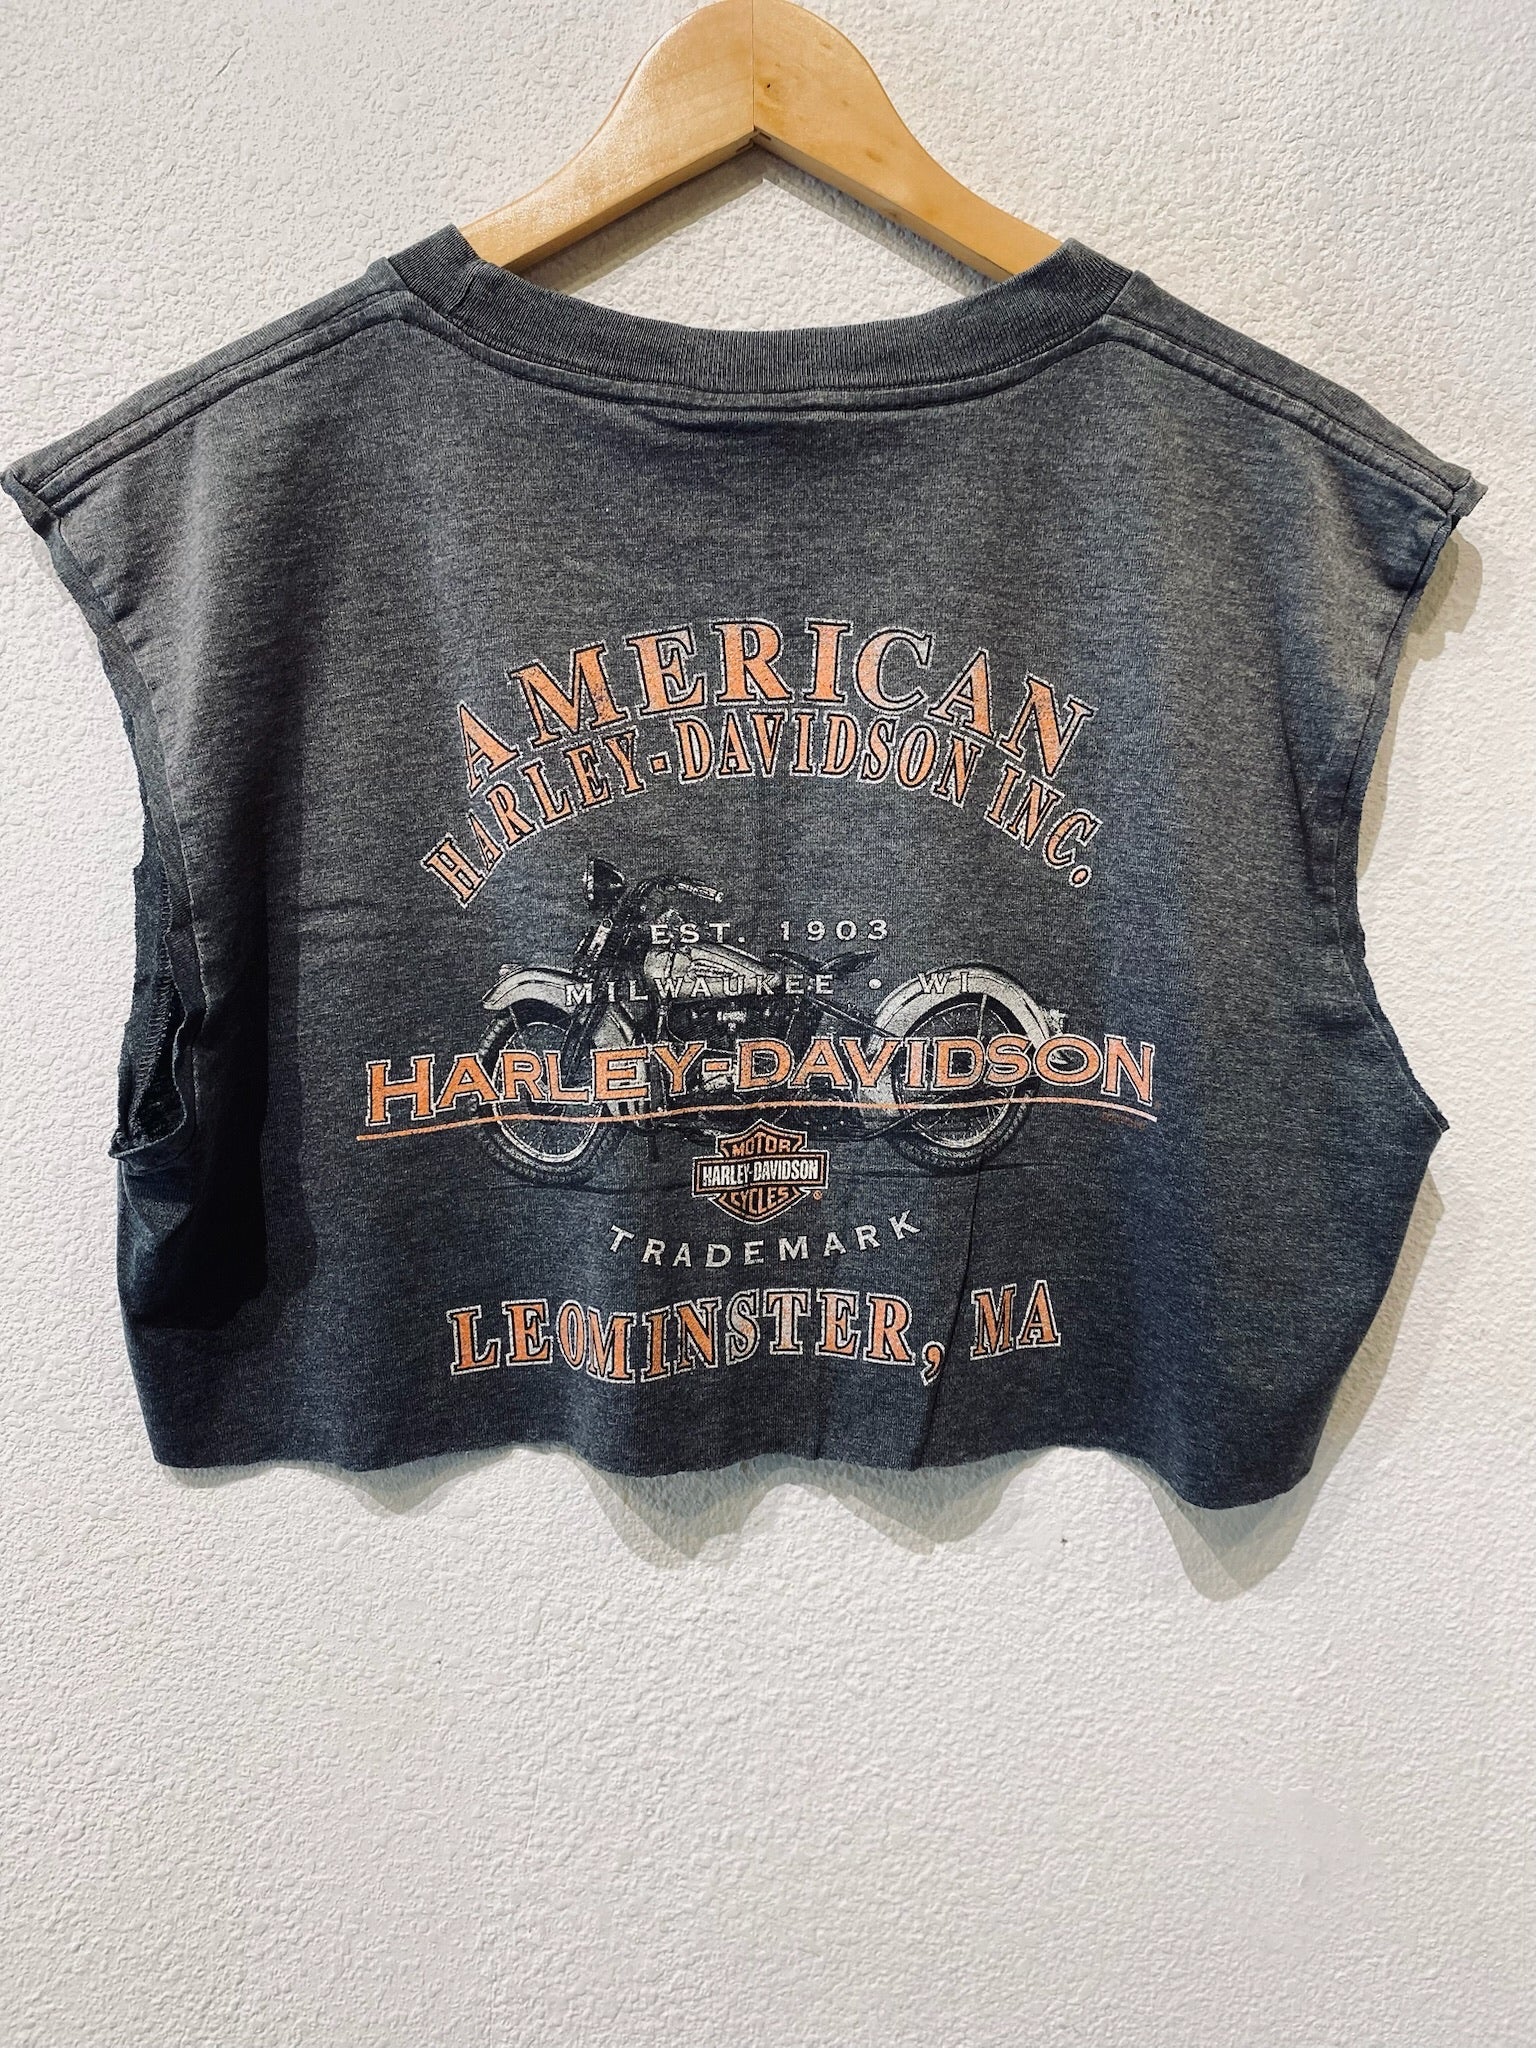 AMERICAN
HARLEY-DAVIDSON INC.
EST. 1903
MILWAUKEE • WI
HARLEY-DAVIDSON
MOTOR
HARLEY-DAVIDSON
CYCLES ®
TRADEMARK
LEOMINSTER, MA